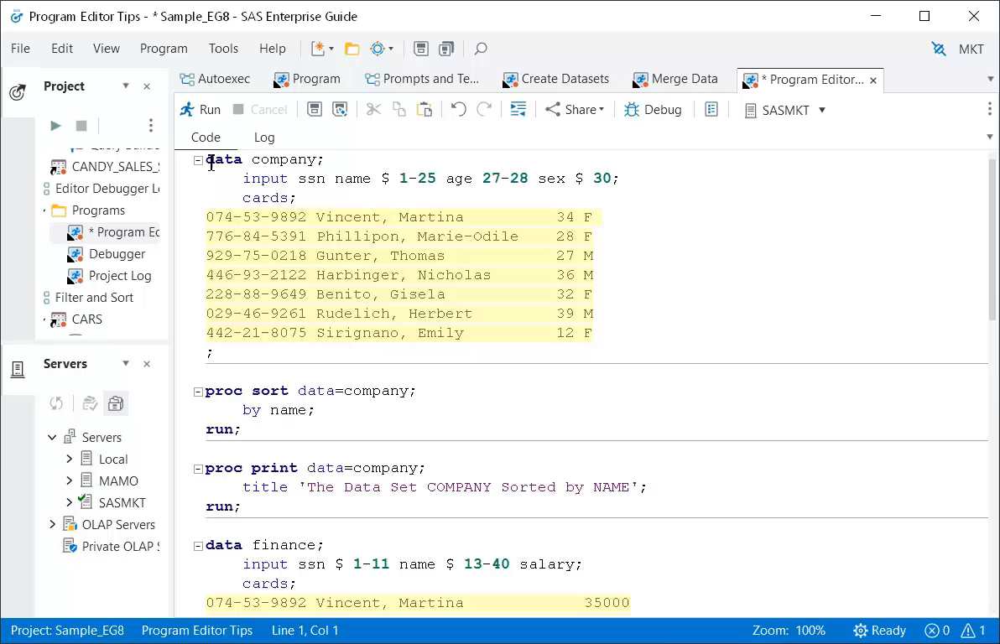 Program Editor Tips - * Sample_EG8 - SAS Enterprise Guide
File Edit View Program Tools Help MKT
Project
CANDY_SALES_S
Editor Debugger Lo
Programs
* Program Ed
Debugger
Project Log
Filter and Sort
CARS
Servers
Servers
Local
MAMO
SASMKT
OLAP Servers
Private OLAP S
Autoexec Program Prompts and Te... Create Datasets Merge Data * Program Editor...
Run Cancel Share Debug SASMKT
Code Log
data company;
input ssn name $ 1-25 age 27-28 sex $ 30;
cards;
074-53-9892 Vincent, Martina 34 F
776-84-5391 Phillipon, Marie-Odile 28 F
929-75-0218 Gunter, Thomas 27 M
446-93-2122 Harbinger, Nicholas 36 M
228-88-9649 Benito, Gisela 32 F
029-46-9261 Rudelich, Herbert 39 M
442-21-8075 Sirignano, Emily 12 F
;
proc sort data=company;
by name;
run;
proc print data=company;
title 'The Data Set COMPANY Sorted by NAME';
run;
data finance;
input ssn $ 1-11 name $ 13-40 salary;
cards;
074-53-9892 Vincent, Martina 35000
Project: Sample_EG8 Program Editor Tips Line 1, Col 1 Zoom: 100% Ready 0 1